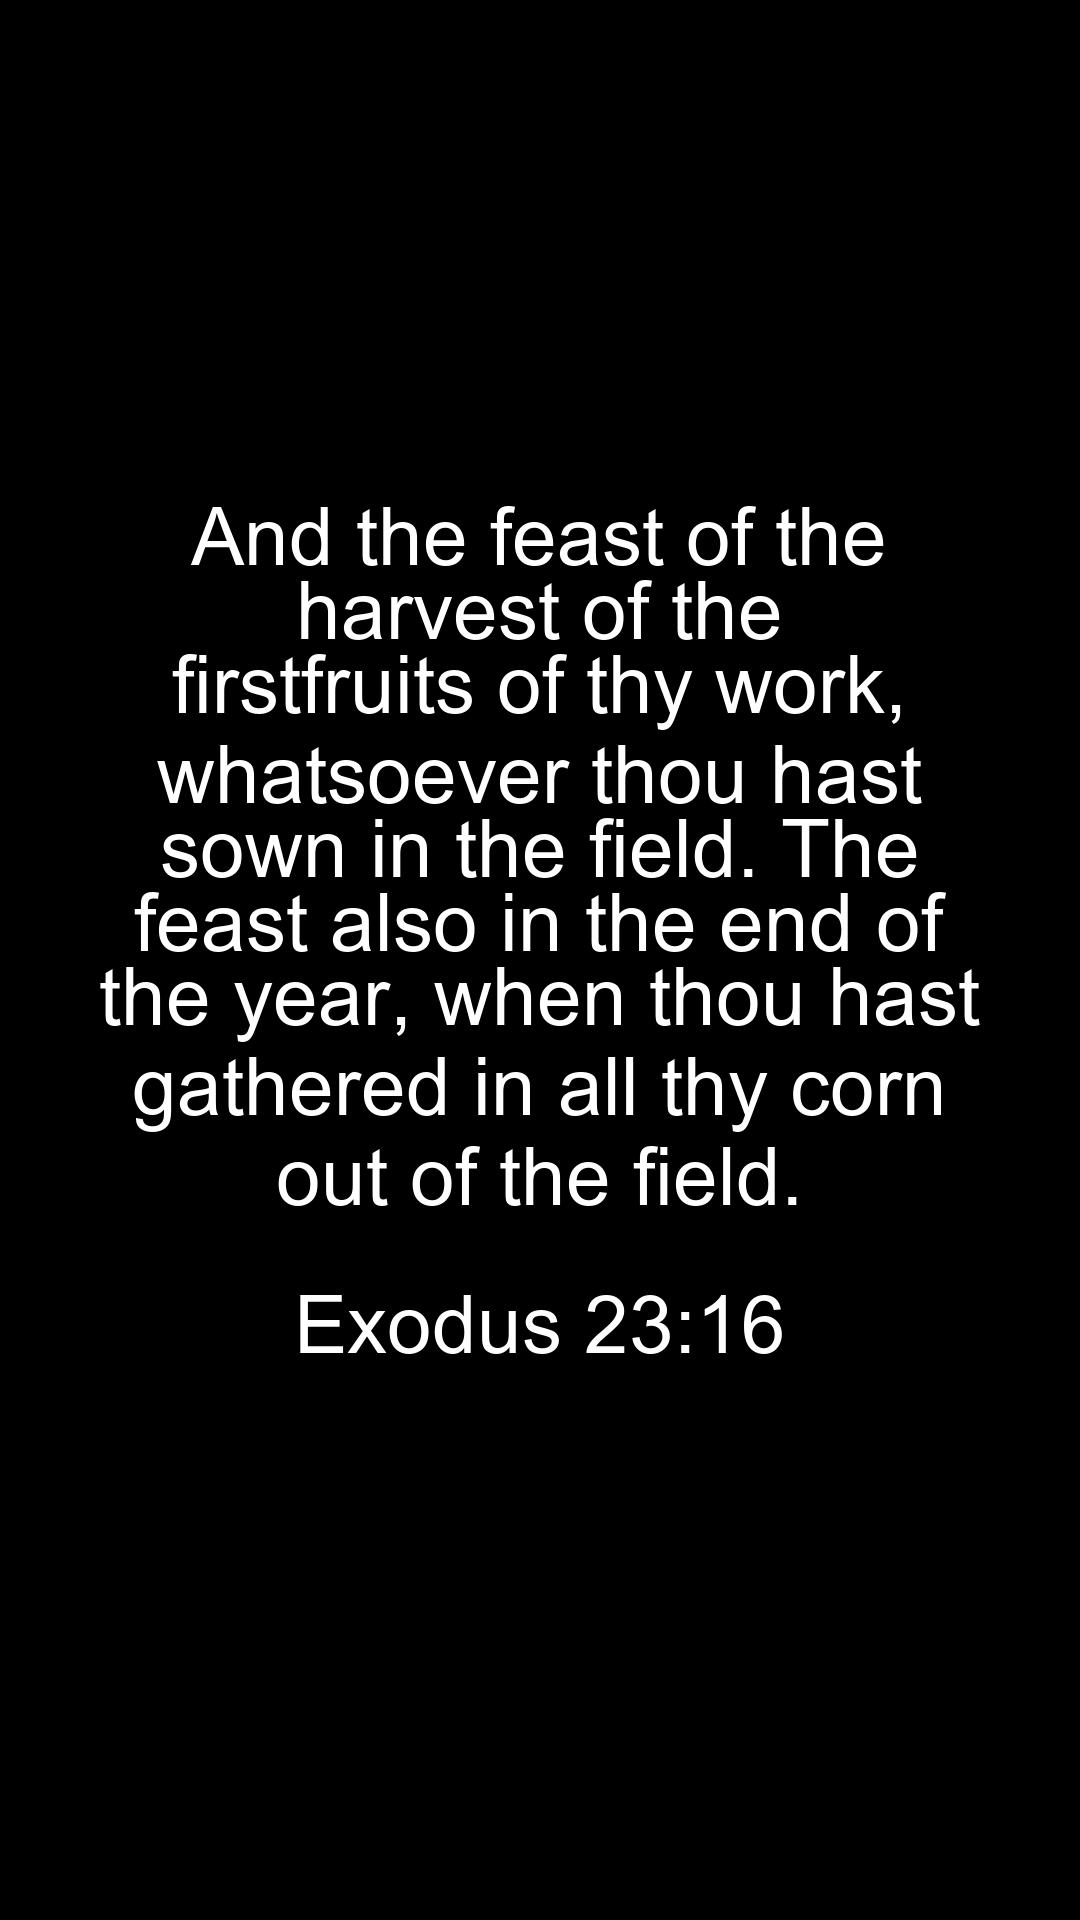 And the feast of the
harvest of the
firstfruits of thy work,
whatsoever thou hast
sown in the field. The
feast also in the end of
the year, when thou hast
gathered in all thy corn
out of the field.
Exodus 23:16